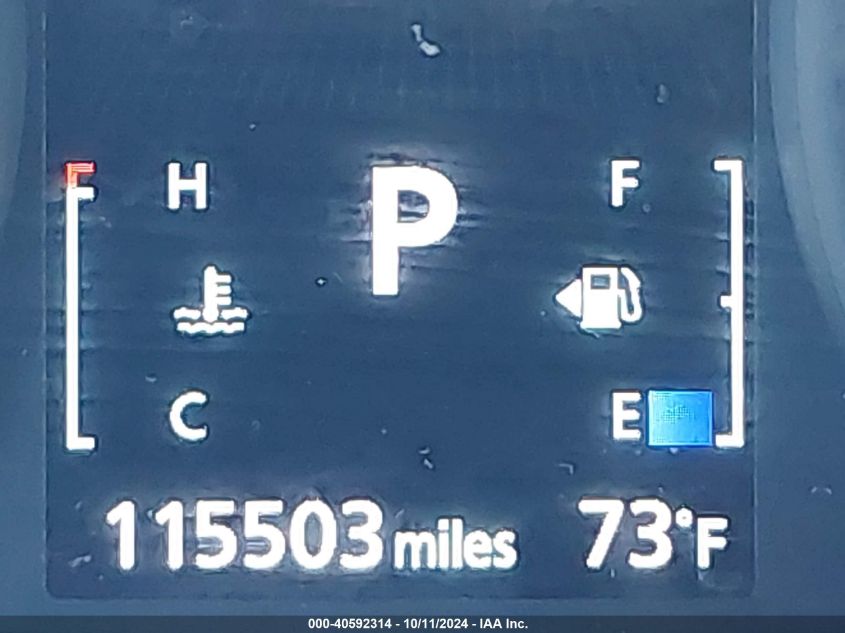 H P F
C E
115503 miles 73°F
000-40592314 - 10/11/2024 - IAA Inc.